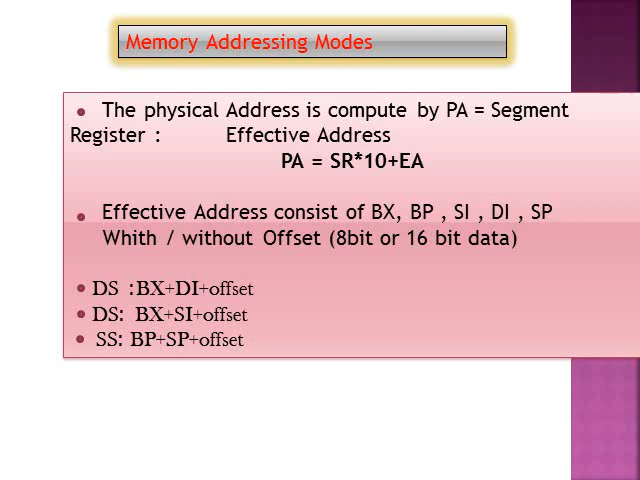 Memory Addressing Modes
• The physical Address is compute by PA = Segment
Register : Effective Address
PA = SR*10+EA
• Effective Address consist of BX, BP , SI , DI , SP
Whith / without Offset (8bit or 16 bit data)
• DS :BX+DI+offset
• DS: BX+SI+offset
• SS: BP+SP+offset